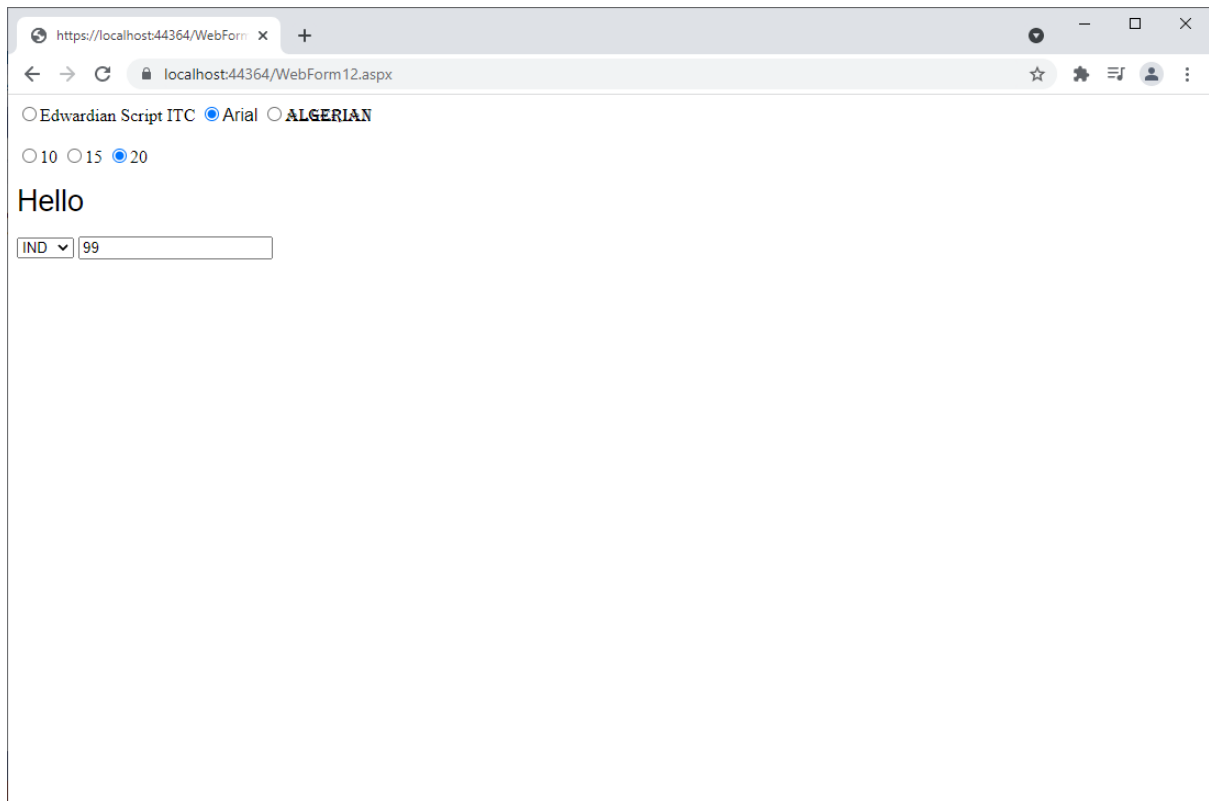 https://localhost:44364/WebForm
localhost:44364/WebForm12.aspx
Edwardian Script ITC Arial ALGERIAN
10 15 20
Hello
IND 99